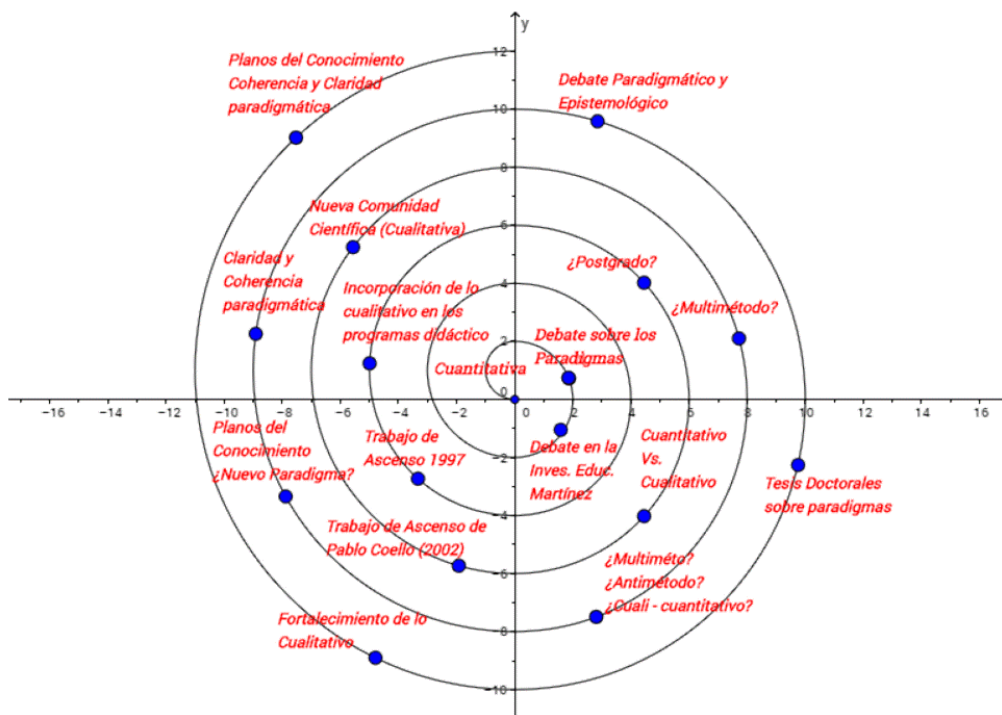 y
Planos del Conocimiento
Coherencia y Claridad
paradigmática
Debate Paradigmático y
Epistemológico
Nueva Comunidad
Científica (Cualitativa)
¿Postgrado?
Claridad y
Coherencia
paradigmática
Incorporación de lo
cualitativo en los
programas didáctico
¿Multimétodo?
Debate sobre los
Paradigmas
Cuantitativa
12
10
8
6
4
2
0
−2
−4
−6
−8
−10
−16 −14 −12 −10 −8 −6 −4 −2 2 4 6 8 10 12 14 16
Planos del
Conocimiento
¿Nuevo Paradigma?
Trabajo de
Ascenso 1997
Debate en la
Inves. Educ.
Martínez
Cuantitativo
Vs.
Cualitativo
Tesis Doctorales
sobre paradigmas
Trabajo de Ascenso de
Pablo Coello (2002)
¿Multiméto?
¿Antimétodo?
¿Cuali - cuantitativo?
Fortalecimiento de lo
Cualitativo